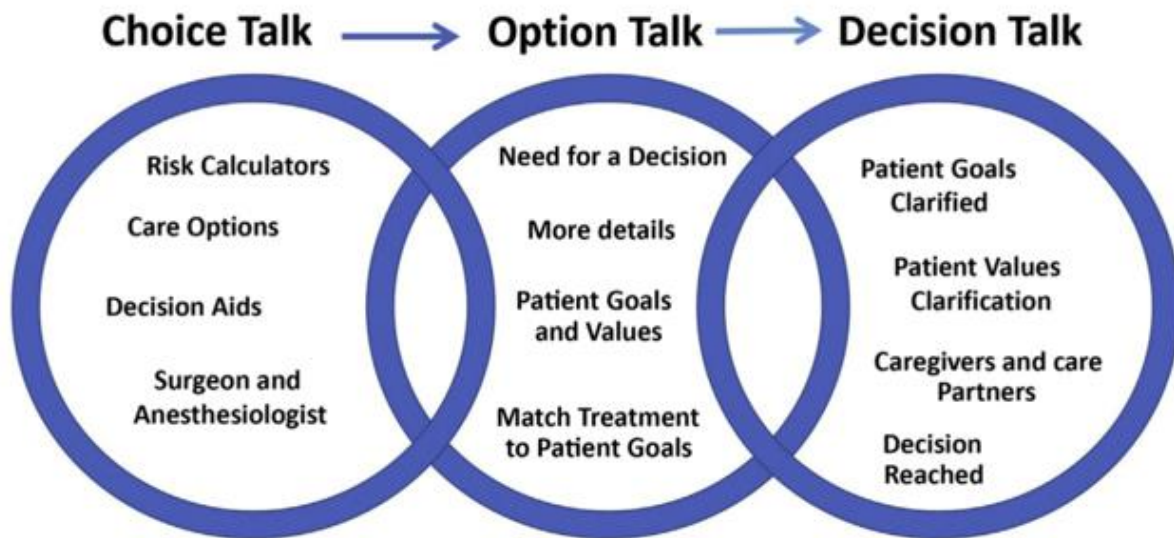 Choice Talk
Option Talk
Decision Talk
Risk Calculators
Care Options
Decision Aids
Surgeon and
Anesthesiologist
Need for a Decision
More details
Patient Goals
and Values
Match Treatment
to Patient Goals
Patient Goals
Clarified
Patient Values
Clarification
Caregivers and care
Partners
Decision
Reached